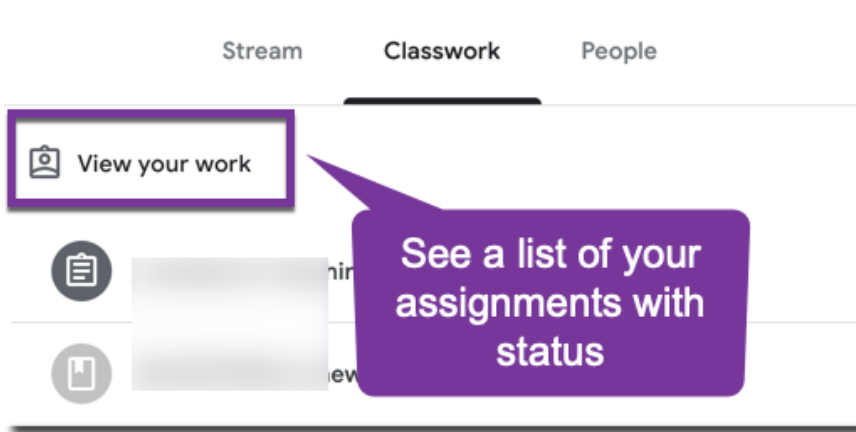 Stream Classwork People
View your work
See a list of your
assignments with
status